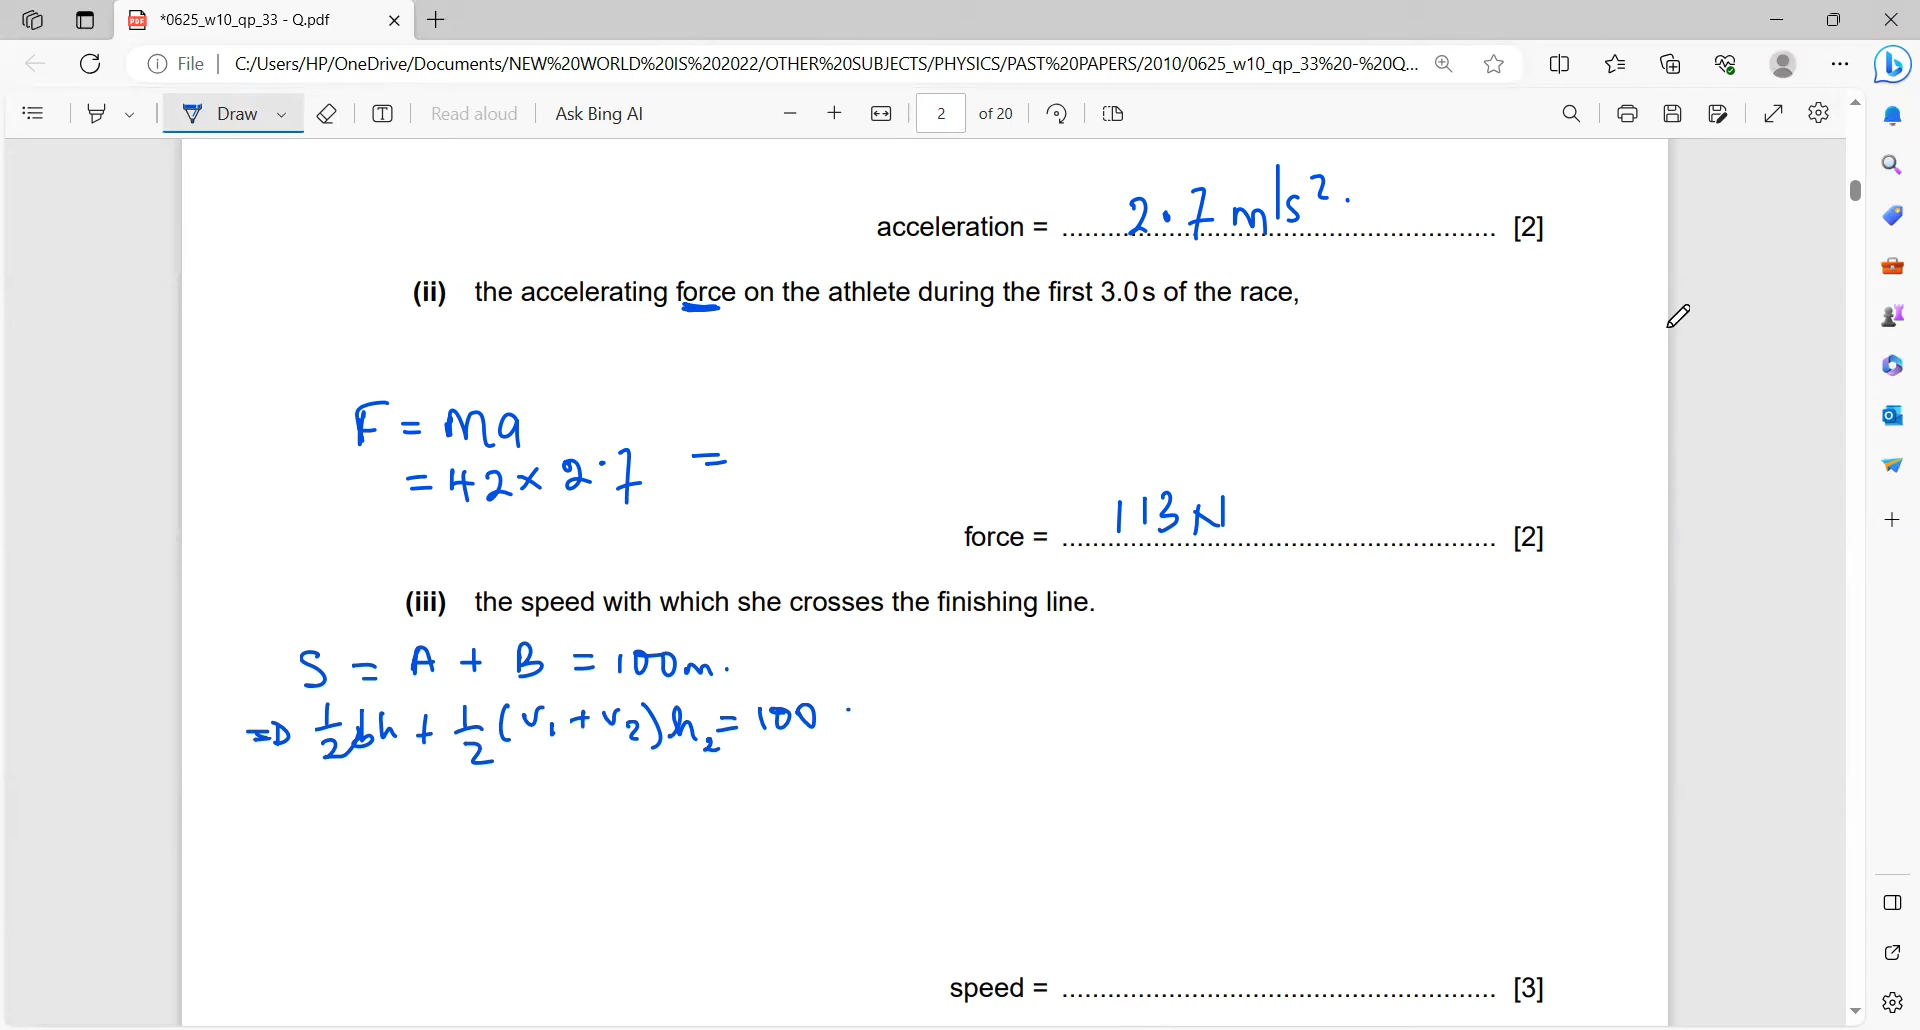 *0625_w10_qp_33 - Q.pdf
File
C:/Users/HP/OneDrive/Documents/NEW%20WORLD%20IS%202022/OTHER%20SUBJECTS/PHYSICS/PAST%20PAPERS/2010/0625_w10_qp_33%20-%20Q...
Draw
Read aloud
Ask Bing AI
2 of 20
acceleration = 2.7 m/s². [2]
(ii) the accelerating force on the athlete during the first 3.0 s of the race,
F = ma
= 42 × 2.7 =
force = 113 N [2]
(iii) the speed with which she crosses the finishing line.
S = A + B = 100m.
⇒ 1/2 bh + 1/2 (v₁ + v₂) h₂ = 100
speed = ........................................................ [3]